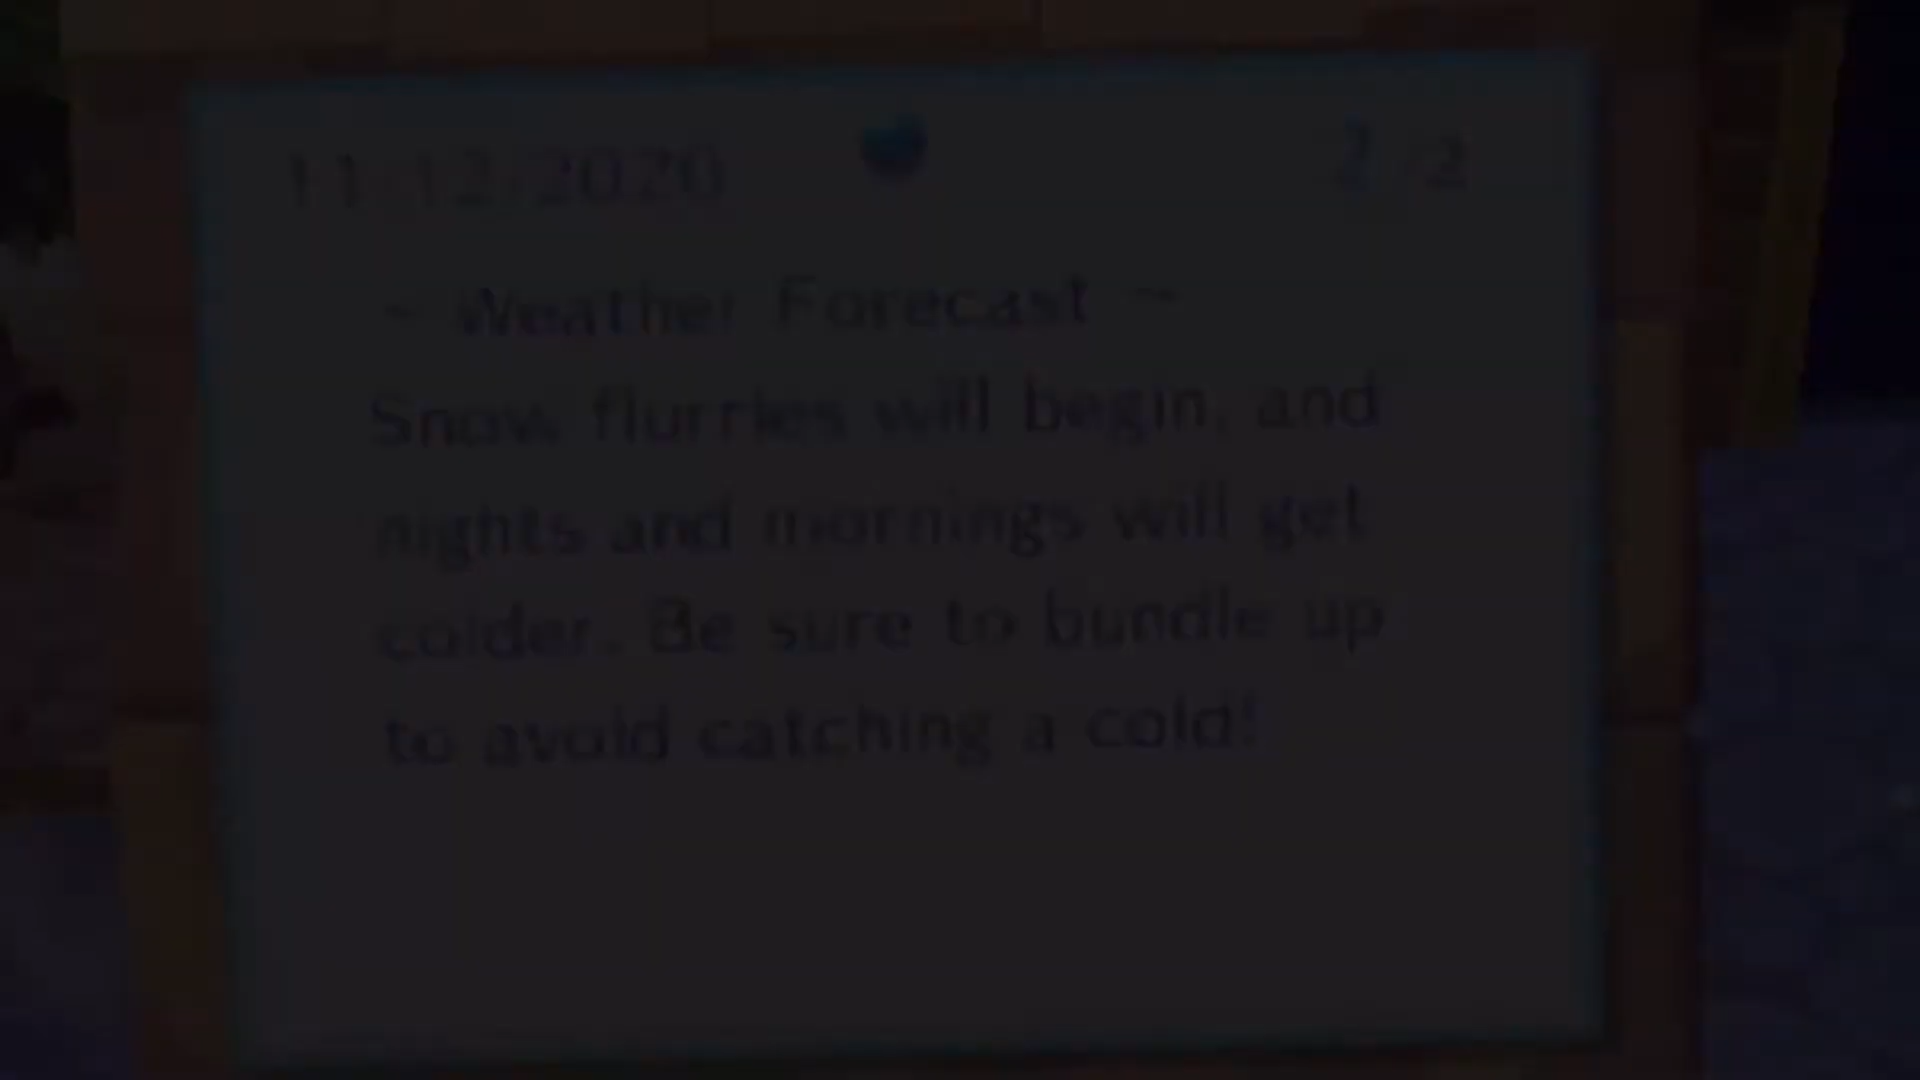 11/12/2020 2/2
~ Weather Forecast ~
Snow flurries will begin, and
nights and mornings will get
colder. Be sure to bundle up
to avoid catching a cold!